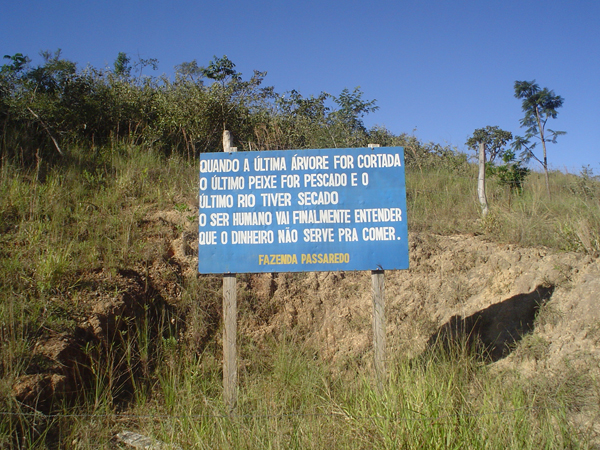 QUANDO A ÚLTIMA ÁRVORE FOR CORTADA
O ÚLTIMO PEIXE FOR PESCADO E O
ÚLTIMO RIO TIVER SECADO
O SER HUMANO VAI FINALMENTE ENTENDER
QUE O DINHEIRO NÃO SERVE PRA COMER.
FAZENDA PASSAREDO